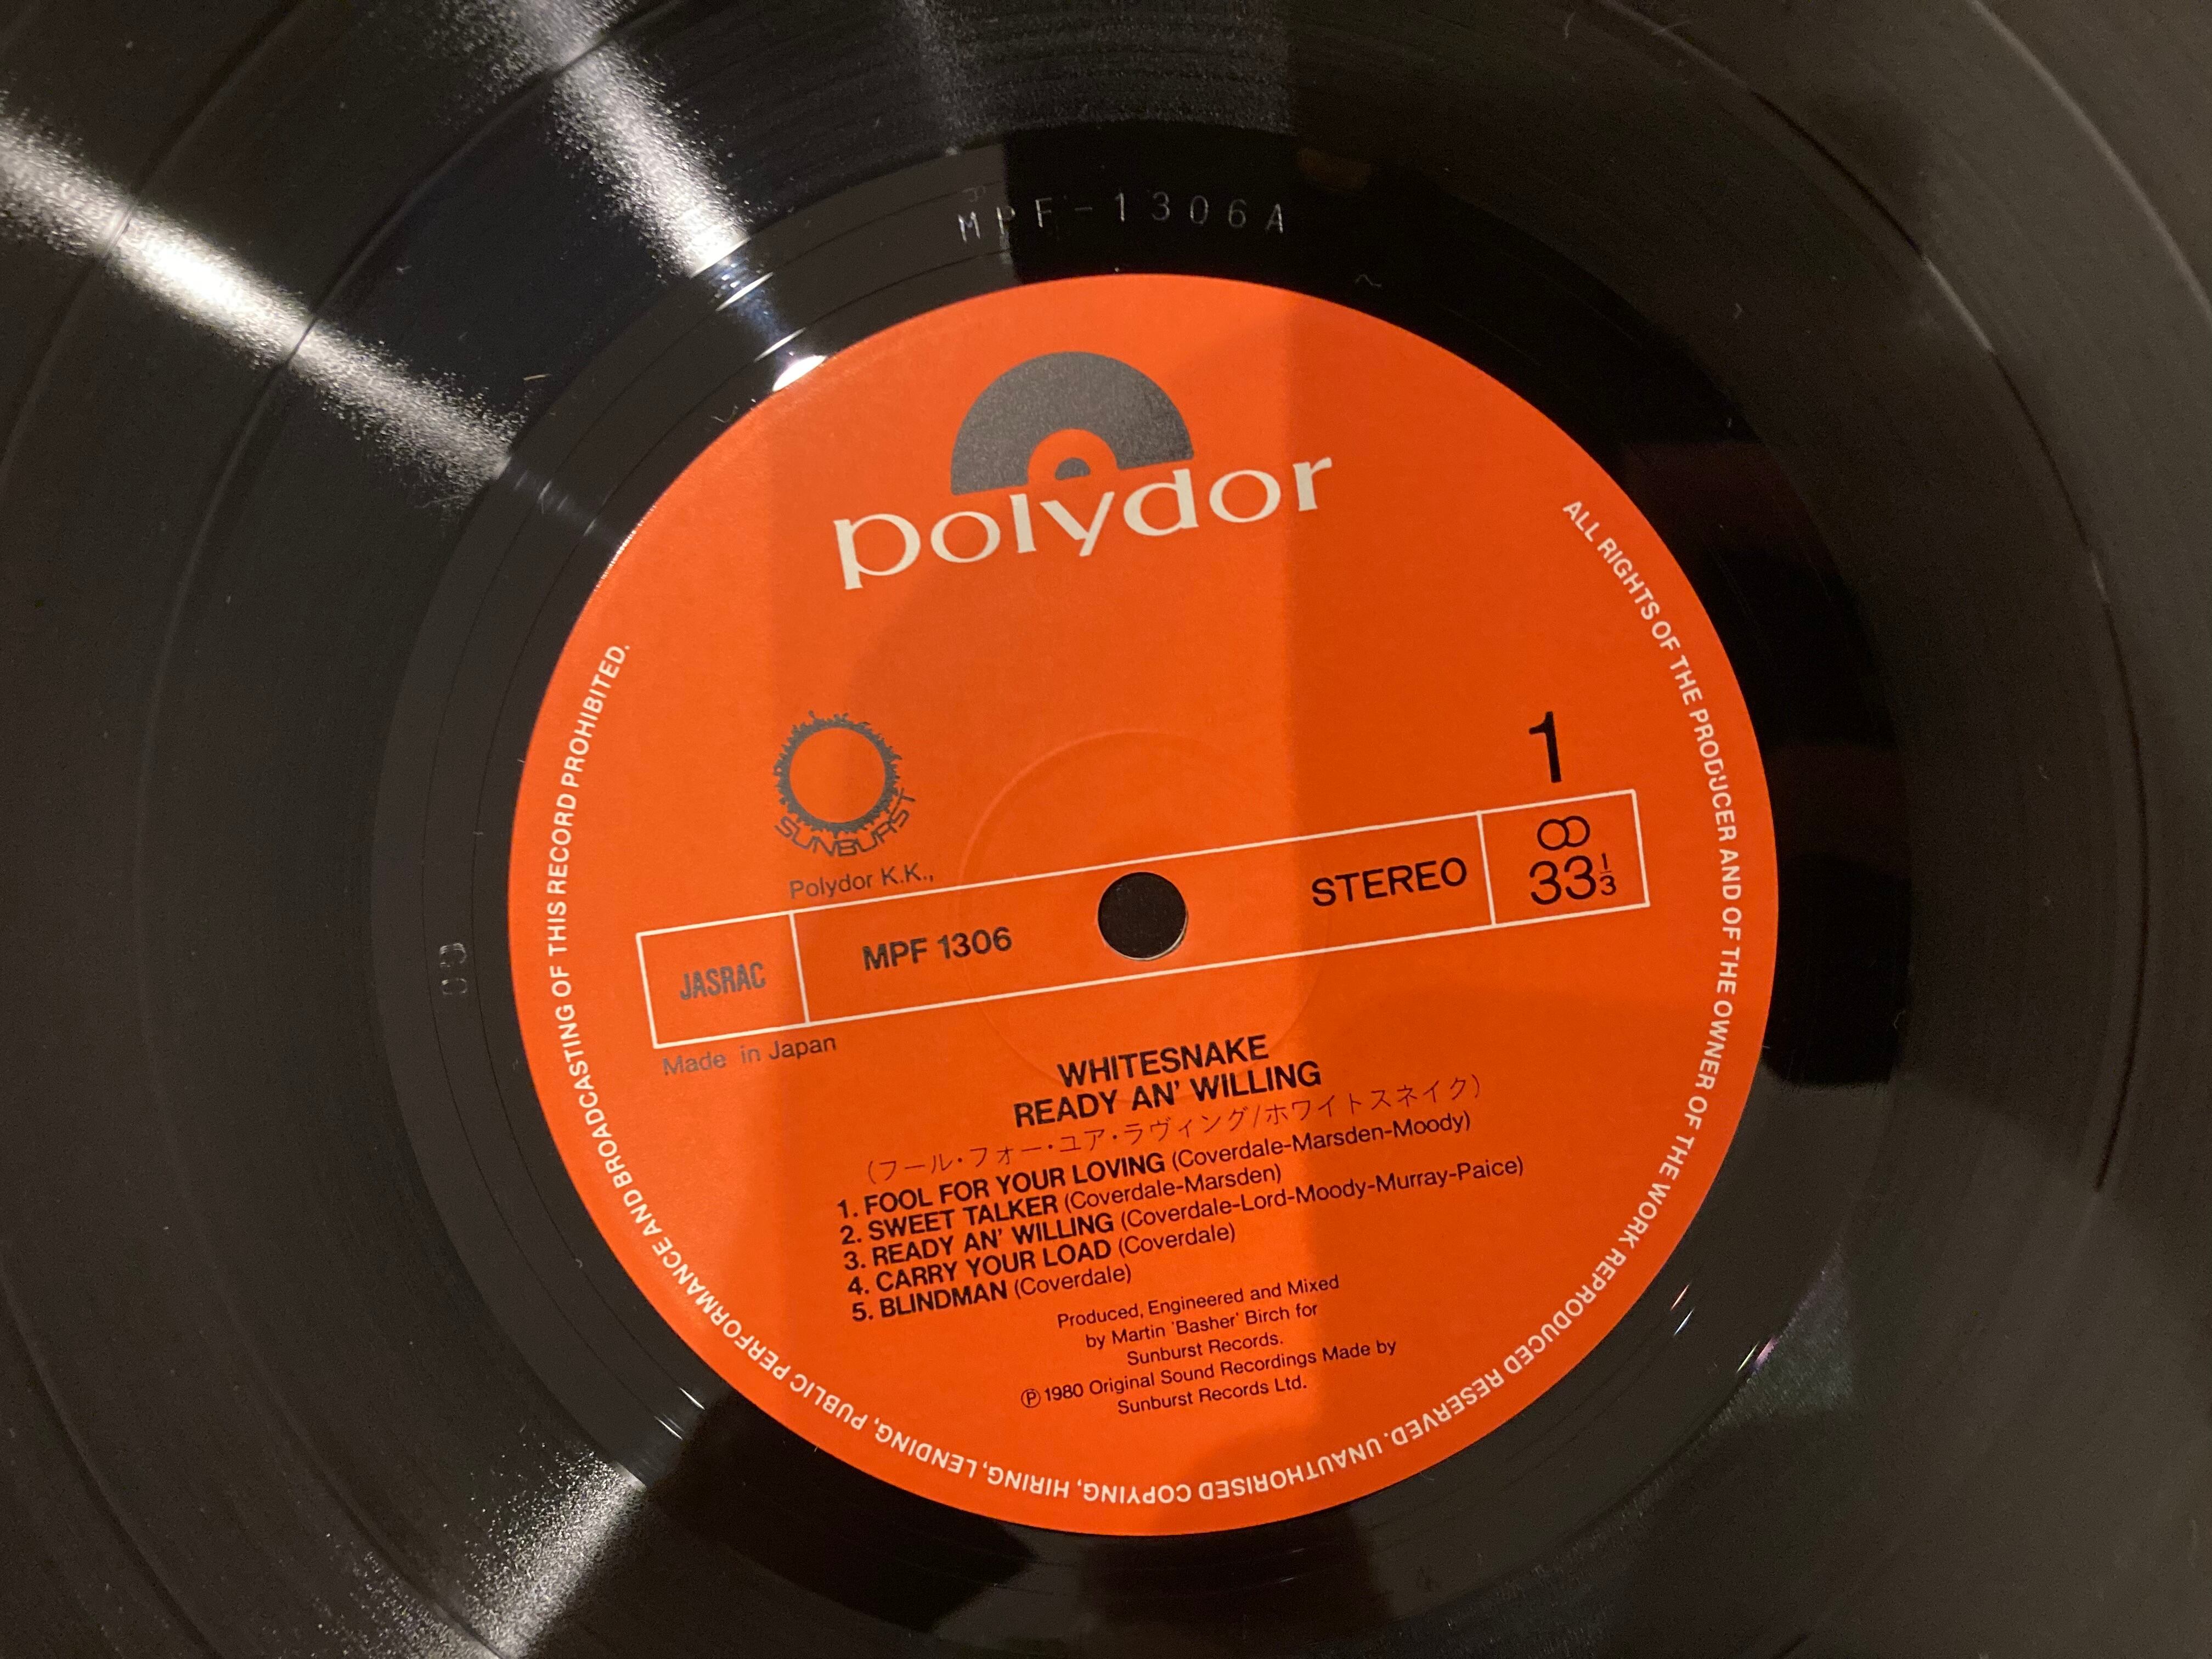 MPF-1306A
polydor
1
SUNBURST
Polydor K.K.,
JASRAC
MPF 1306
STEREO
33 1/3
Made in Japan
WHITESNAKE
READY AN' WILLING
(フール・フォー・ユア・ラヴィング/ホワイトスネイク)
1. FOOL FOR YOUR LOVING (Coverdale-Marsden-Moody)
2. SWEET TALKER (Coverdale-Marsden)
3. READY AN' WILLING (Coverdale-Lord-Moody-Murray-Paice)
4. CARRY YOUR LOAD (Coverdale)
5. BLINDMAN (Coverdale)
Produced, Engineered and Mixed
by Martin 'Basher' Birch for
Sunburst Records.
Ⓟ 1980 Original Sound Recordings Made by
Sunburst Records Ltd.
ALL RIGHTS OF THE PRODUCER AND OF THE OWNER OF THE WORK REPRODUCED RESERVED. UNAUTHORISED COPYING, HIRING, LENDING, PUBLIC PERFORMANCE AND BROADCASTING OF THIS RECORD PROHIBITED.